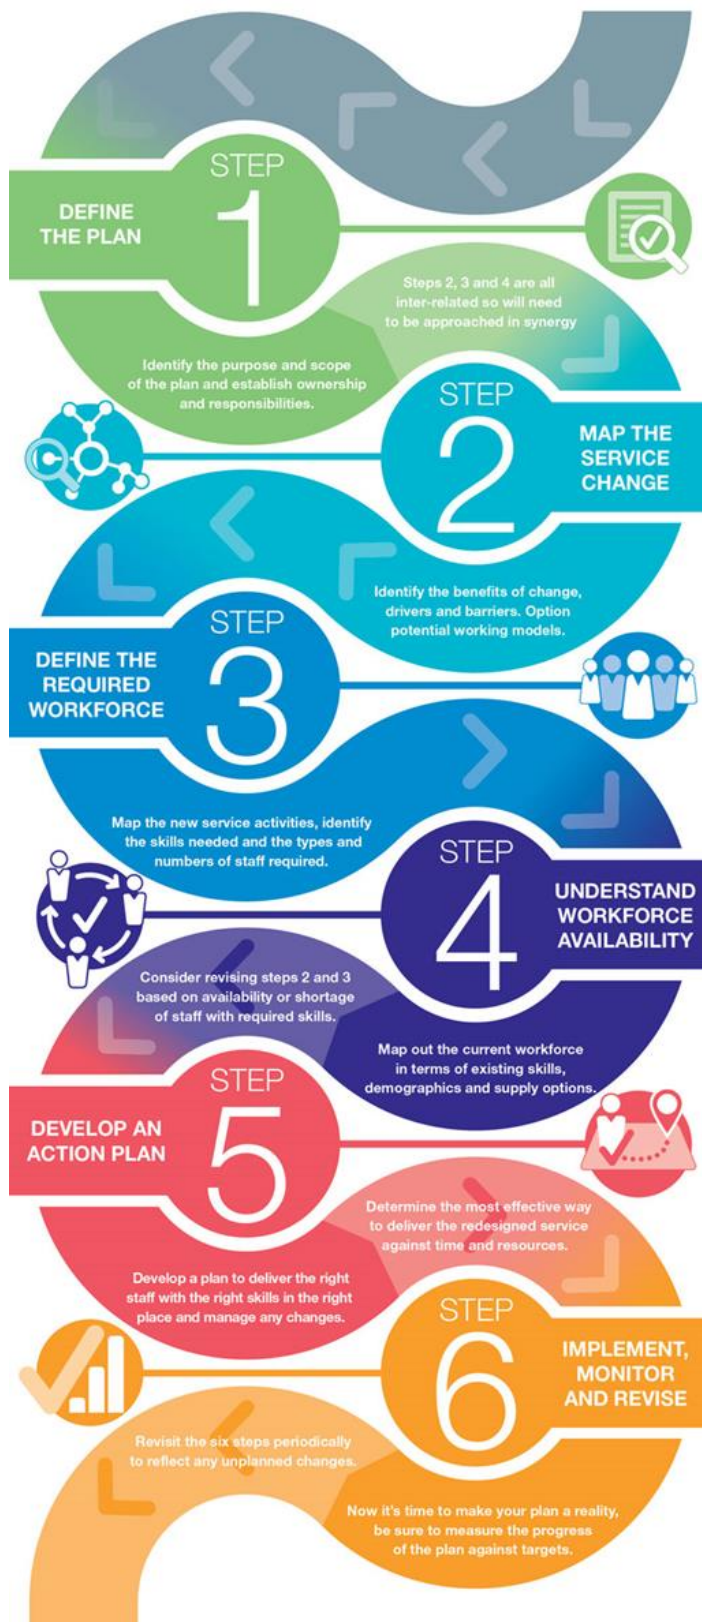 STEP
1
DEFINE
THE PLAN
Identify the purpose and scope
of the plan and establish ownership
and responsibilities.
Steps 2, 3 and 4 are all
inter-related so will need
to be approached in synergy
STEP
2
MAP THE
SERVICE
CHANGE
Identify the benefits of change,
drivers and barriers. Option
potential working models.
STEP
3
DEFINE THE
REQUIRED
WORKFORCE
Map the new service activities, identify
the skills needed and the types and
numbers of staff required.
STEP
4
UNDERSTAND
WORKFORCE
AVAILABILITY
Map out the current workforce
in terms of existing skills,
demographics and supply options.
Consider revising steps 2 and 3
based on availability or shortage
of staff with required skills.
STEP
5
DEVELOP AN
ACTION PLAN
Develop a plan to deliver the right
staff with the right skills in the right
place and manage any changes.
Determine the most effective way
to deliver the redesigned service
against time and resources.
STEP
6
IMPLEMENT,
MONITOR
AND REVISE
Now it's time to make your plan a reality,
be sure to measure the progress
of the plan against targets.
Revisit the six steps periodically
to reflect any unplanned changes.